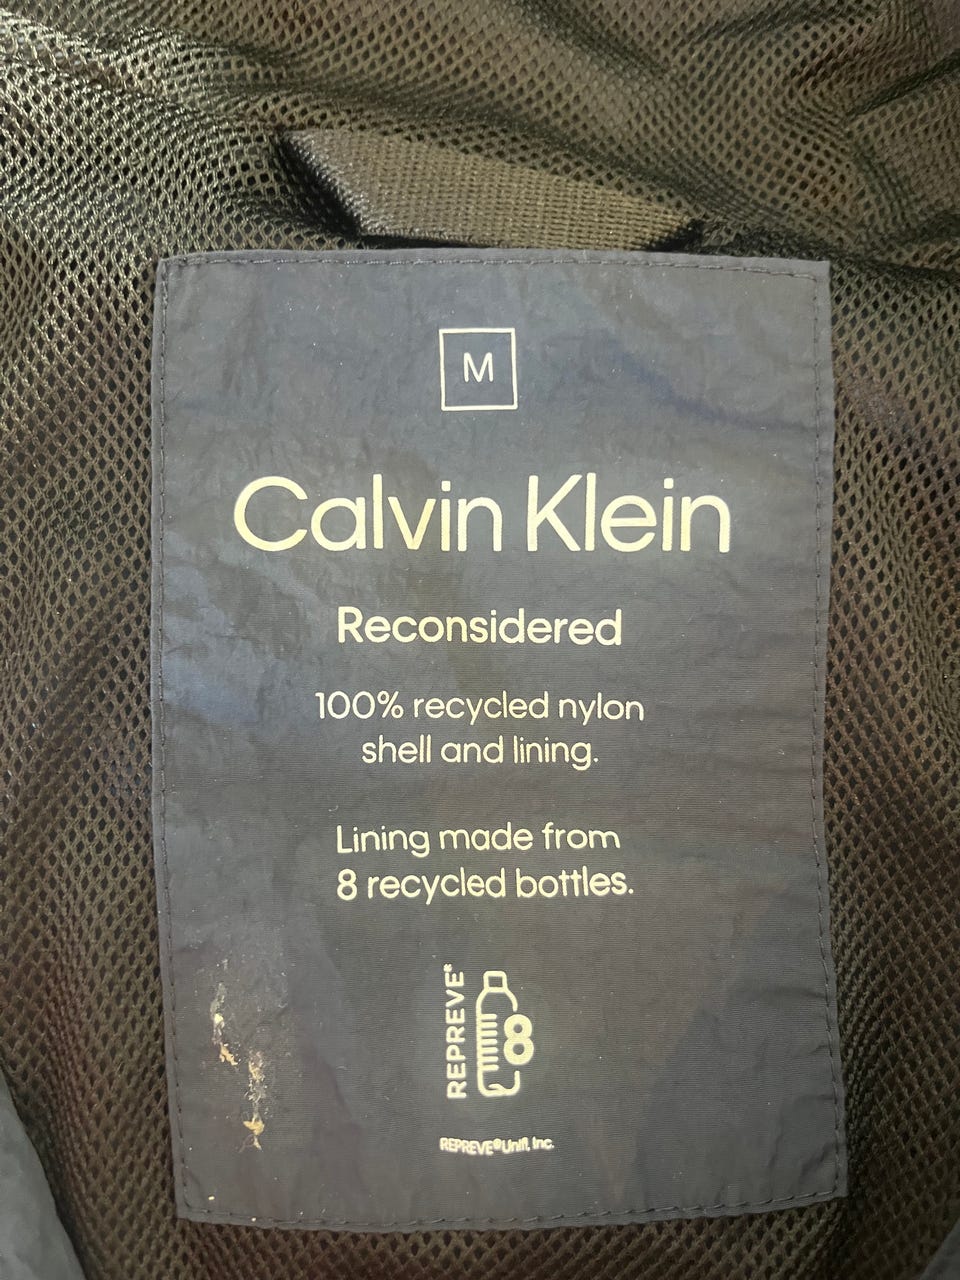 M
Calvin Klein
Reconsidered
100% recycled nylon
shell and lining.
Lining made from
8 recycled bottles.
REPREVE®
8
REPREVE® Unifi, Inc.